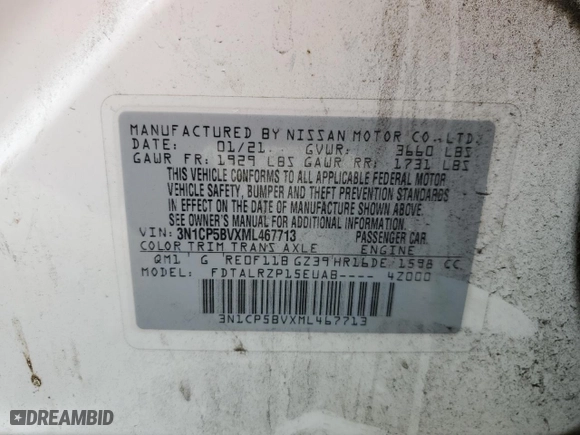 MANUFACTURED BY NISSAN MOTOR CO., LTD.
DATE: 01/21 GVWR: 3660 LBS
GAWR FR: 1929 LBS GAWR RR: 1731 LBS
THIS VEHICLE CONFORMS TO ALL APPLICABLE FEDERAL MOTOR
VEHICLE SAFETY, BUMPER AND THEFT PREVENTION STANDARDS
IN EFFECT ON THE DATE OF MANUFACTURE SHOWN ABOVE.
SEE OWNER'S MANUAL FOR ADDITIONAL INFORMATION.
VIN: 3N1CP5BVXML467713 PASSENGER CAR
COLOR TRIM TRANS AXLE ENGINE
QM1 G RE0F11B GZ39 HR16DE 1598 CC
MODEL: FDTALRZP15EUAB---- 4Z000
3N1CP5BVXML467713
DREAMBID